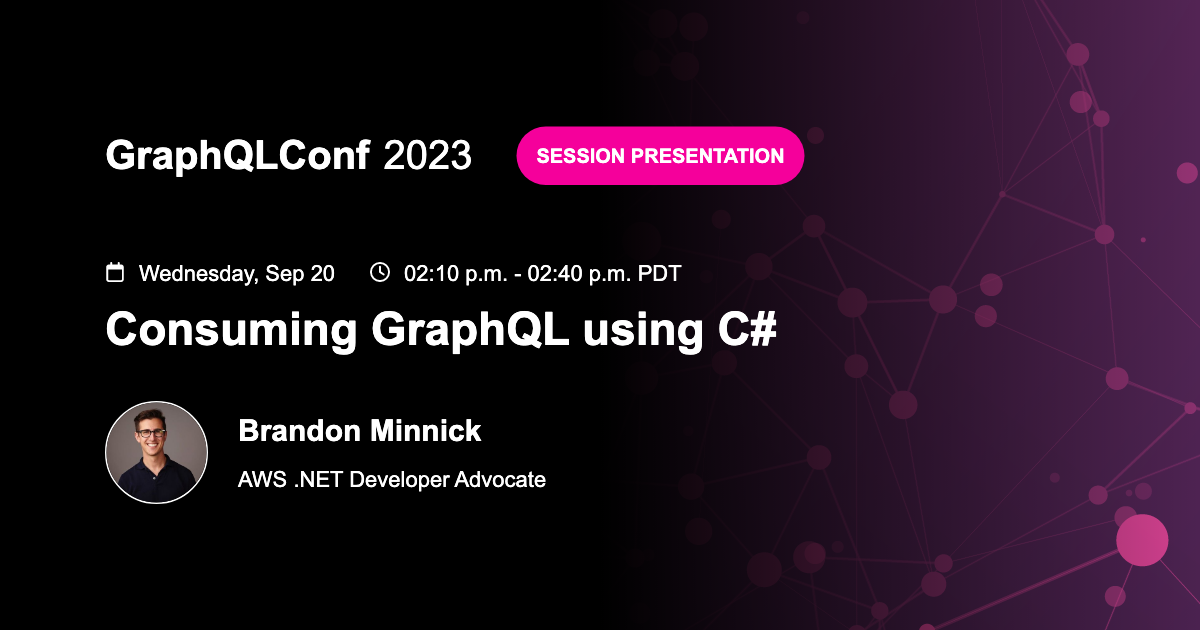 GraphQLConf 2023
SESSION PRESENTATION
Wednesday, Sep 20 02:10 p.m. - 02:40 p.m. PDT
Consuming GraphQL using C#
Brandon Minnick
AWS .NET Developer Advocate